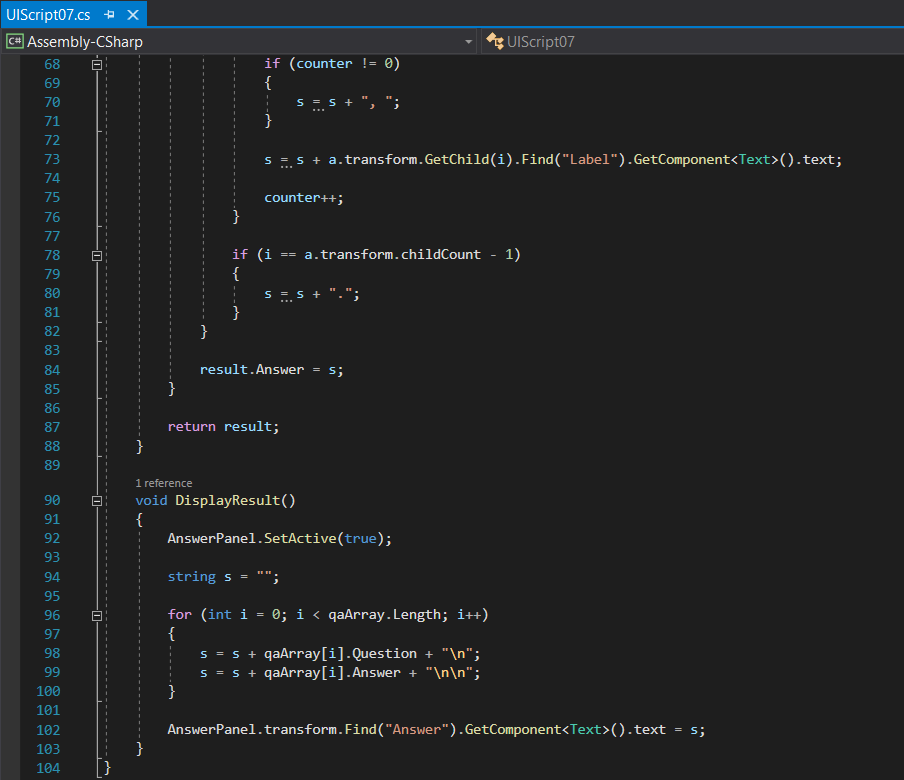 UIScript07.cs
C# Assembly-CSharp UIScript07
68 if (counter != 0)
69 {
70 s = s + ", ";
71 }
72
73 s = s + a.transform.GetChild(i).Find("Label").GetComponent<Text>().text;
74
75 counter++;
76 }
77
78 if (i == a.transform.childCount - 1)
79 {
80 s = s + ".";
81 }
82 }
83
84 result.Answer = s;
85 }
86
87 return result;
88 }
89
1 reference
90 void DisplayResult()
91 {
92 AnswerPanel.SetActive(true);
93
94 string s = "";
95
96 for (int i = 0; i < qaArray.Length; i++)
97 {
98 s = s + qaArray[i].Question + "\n";
99 s = s + qaArray[i].Answer + "\n\n";
100 }
101
102 AnswerPanel.transform.Find("Answer").GetComponent<Text>().text = s;
103 }
104 }